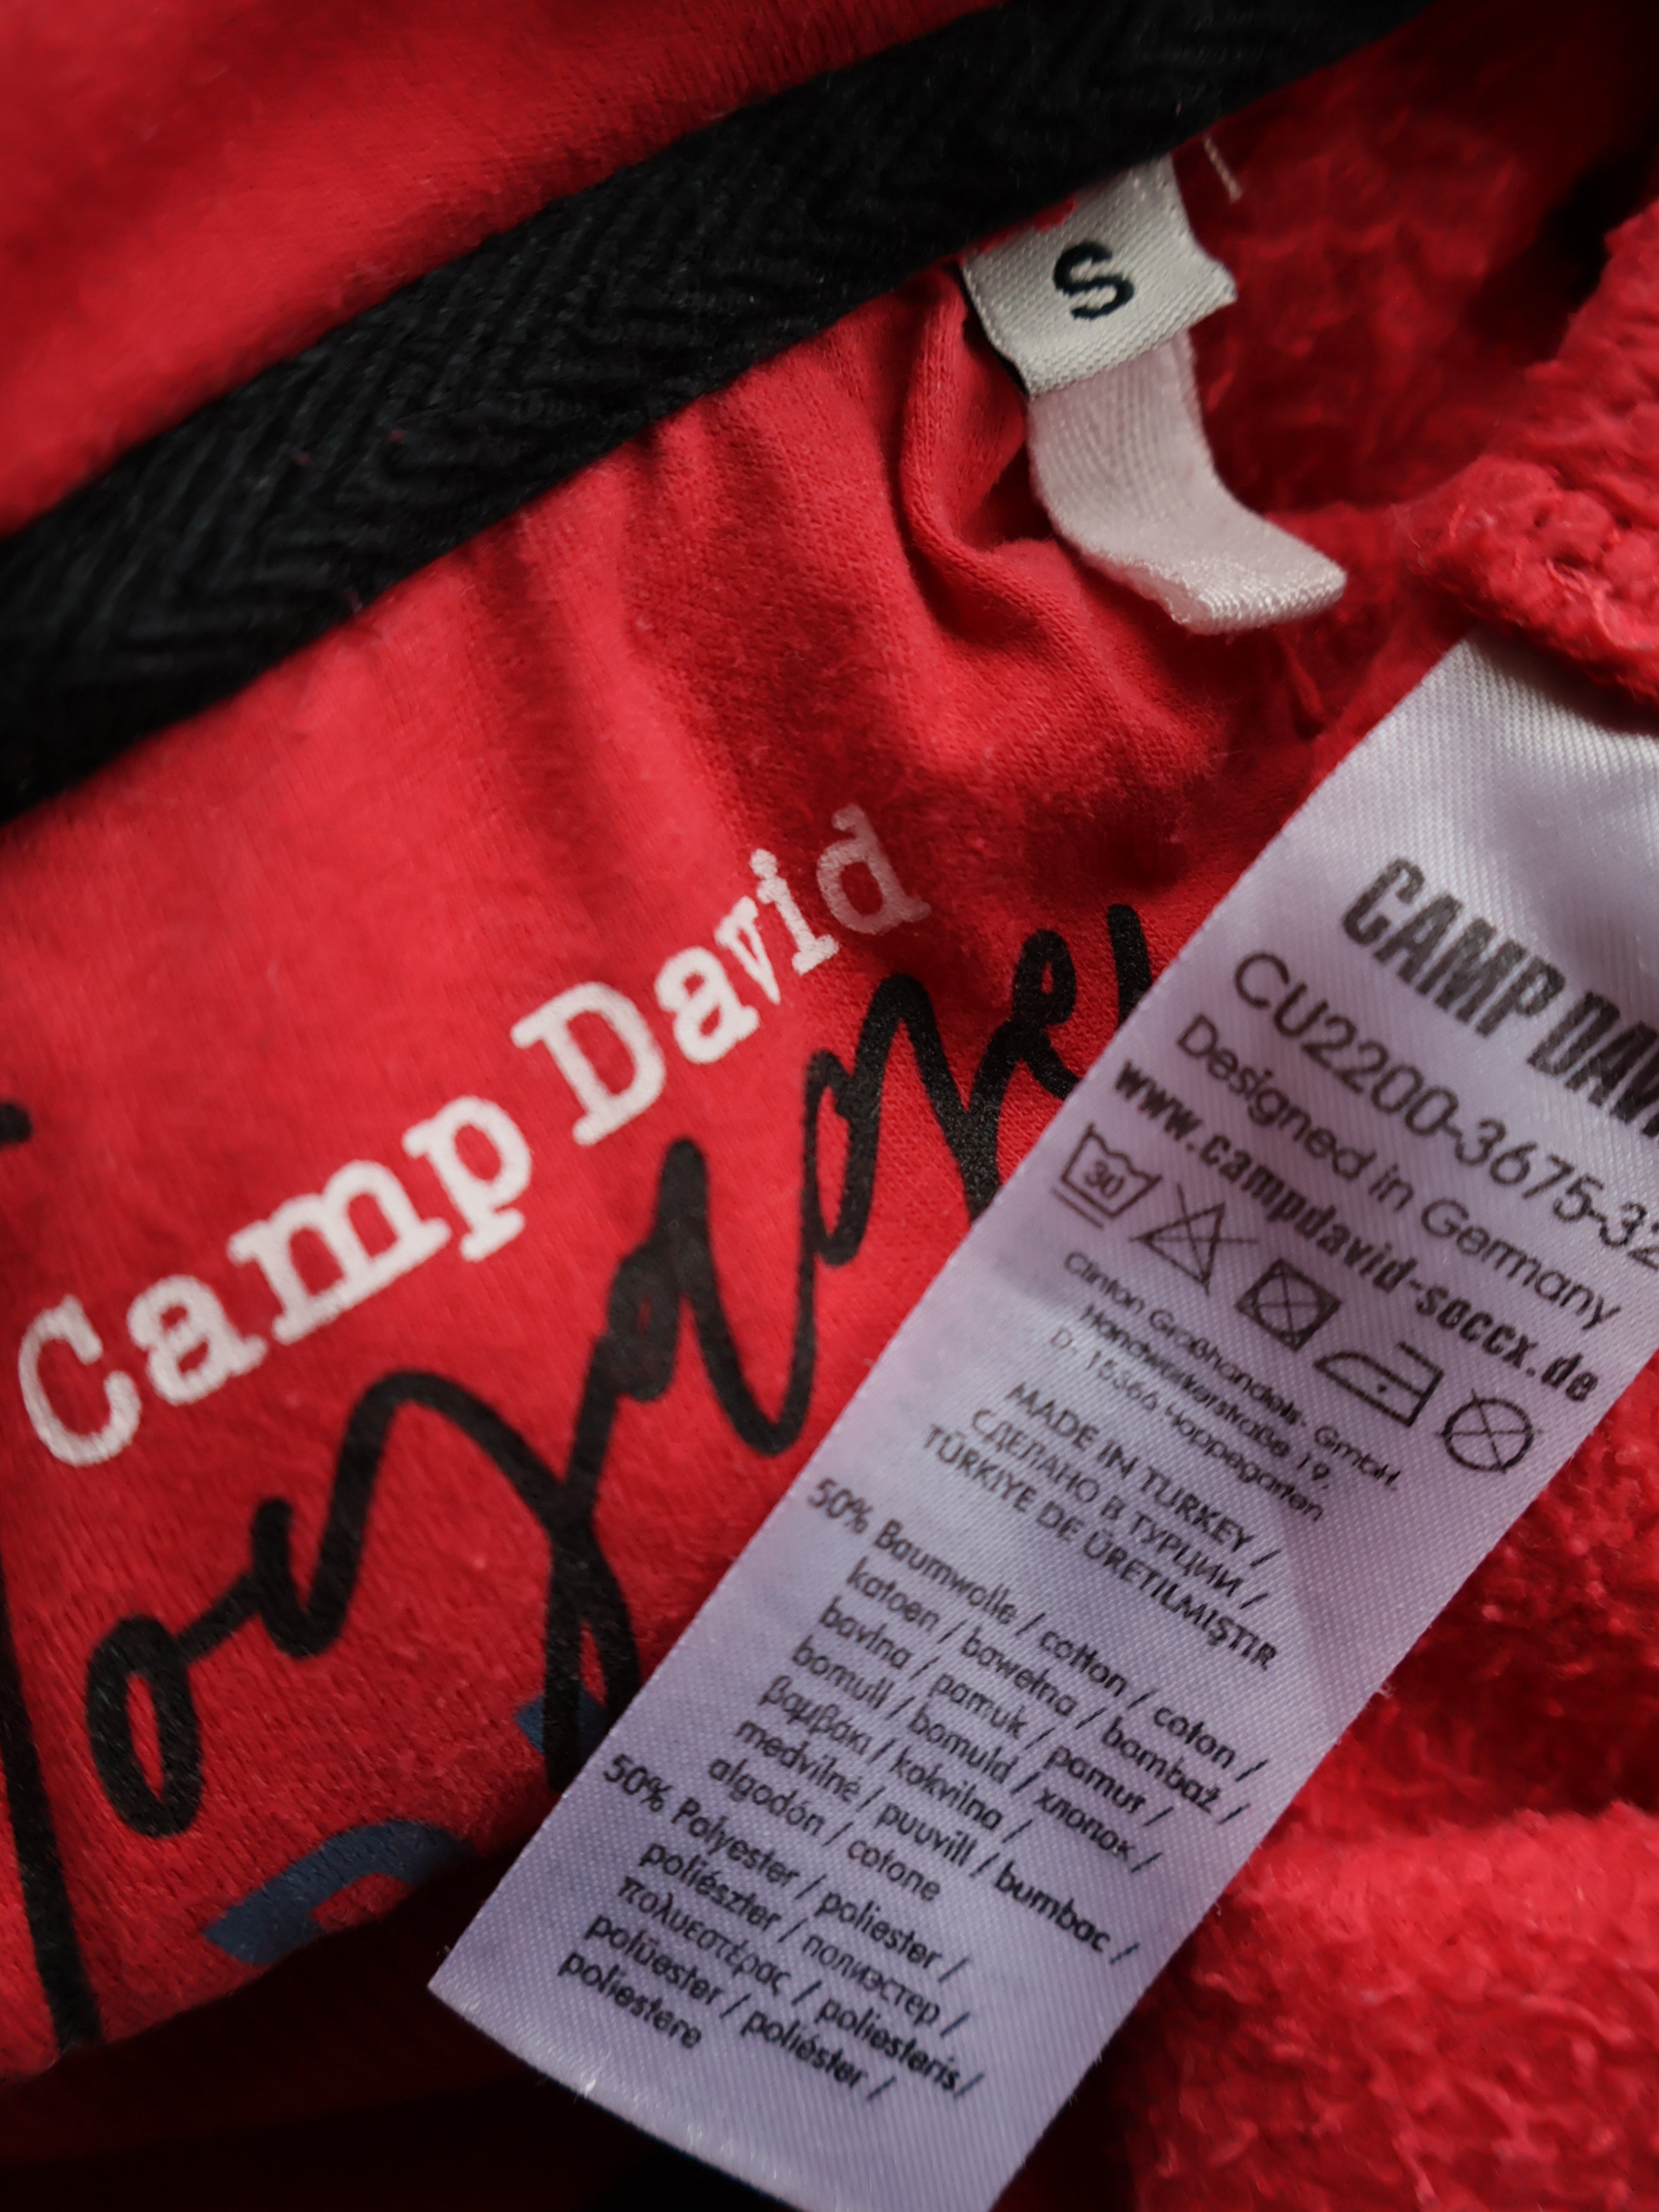 S
Camp David
CAMP DAV
CU2200-3675-32
Designed in Germany
www.campdavid-soccx.de
30
Clinton Großhandels- GmbH
Handwerkerstraße 19,
D- 15366 Hoppegarten
MADE IN TURKEY /
СДЕЛАНО В ТУРЦИИ /
TÜRKIYE DE ÜRETILMIŞTIR
50% Baumwolle / cotton / coton /
katoen / bawełna / bombaž /
bavlna / pamuk / pamut /
bomull / bomuld / хлопок /
βαμβάκι / kokvilna /
medvilnė / puuvill / bumbac /
algodón / cotone
50% Polyester / poliester /
poliészter / полиэстер /
πολυεστέρας / poliesteris/
polüester / poliéster /
poliestere